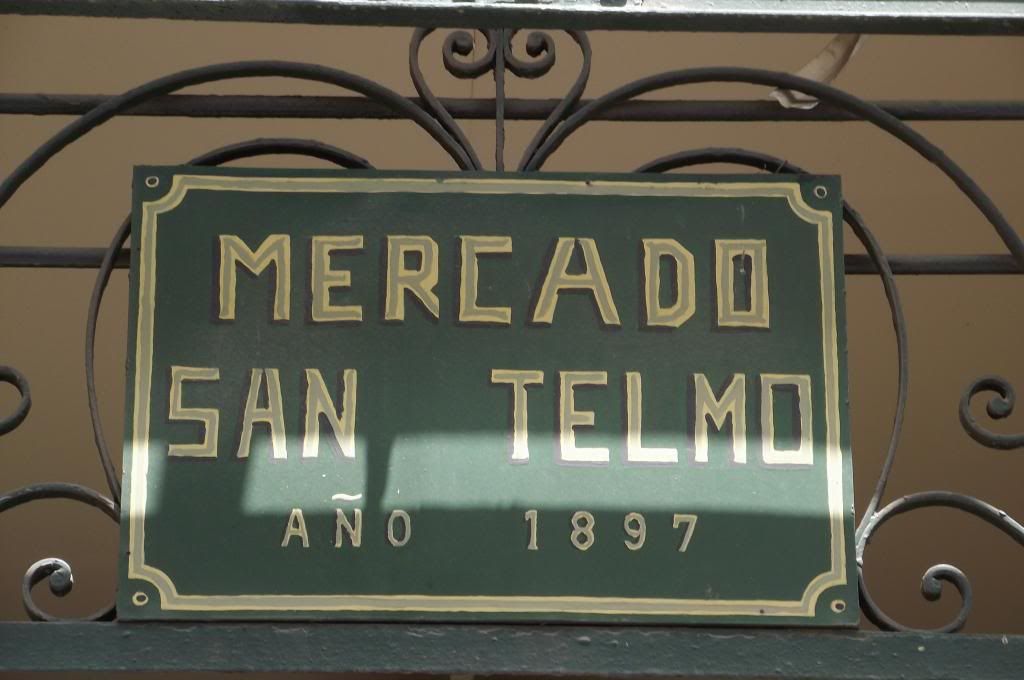 MERCADO
SAN TELMO
AÑO 1897